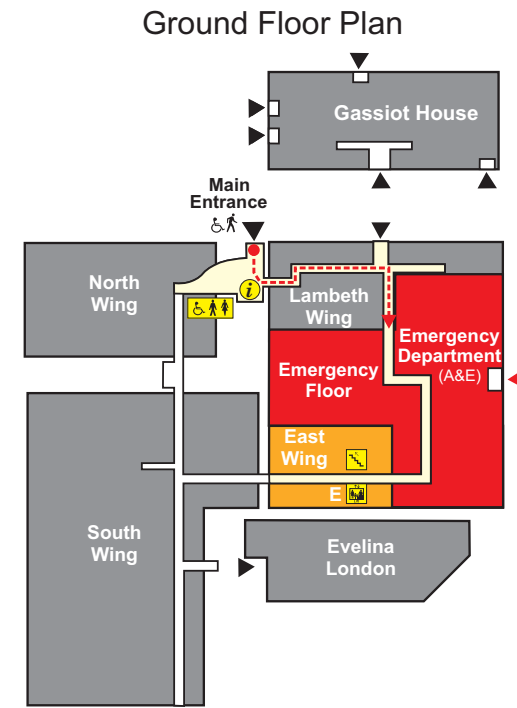 Ground Floor Plan
Gassiot House
Main
Entrance
North
Wing
i
Lambeth
Wing
Emergency
Department
(A&E)
Emergency
Floor
East
Wing
E
South
Wing
Evelina
London